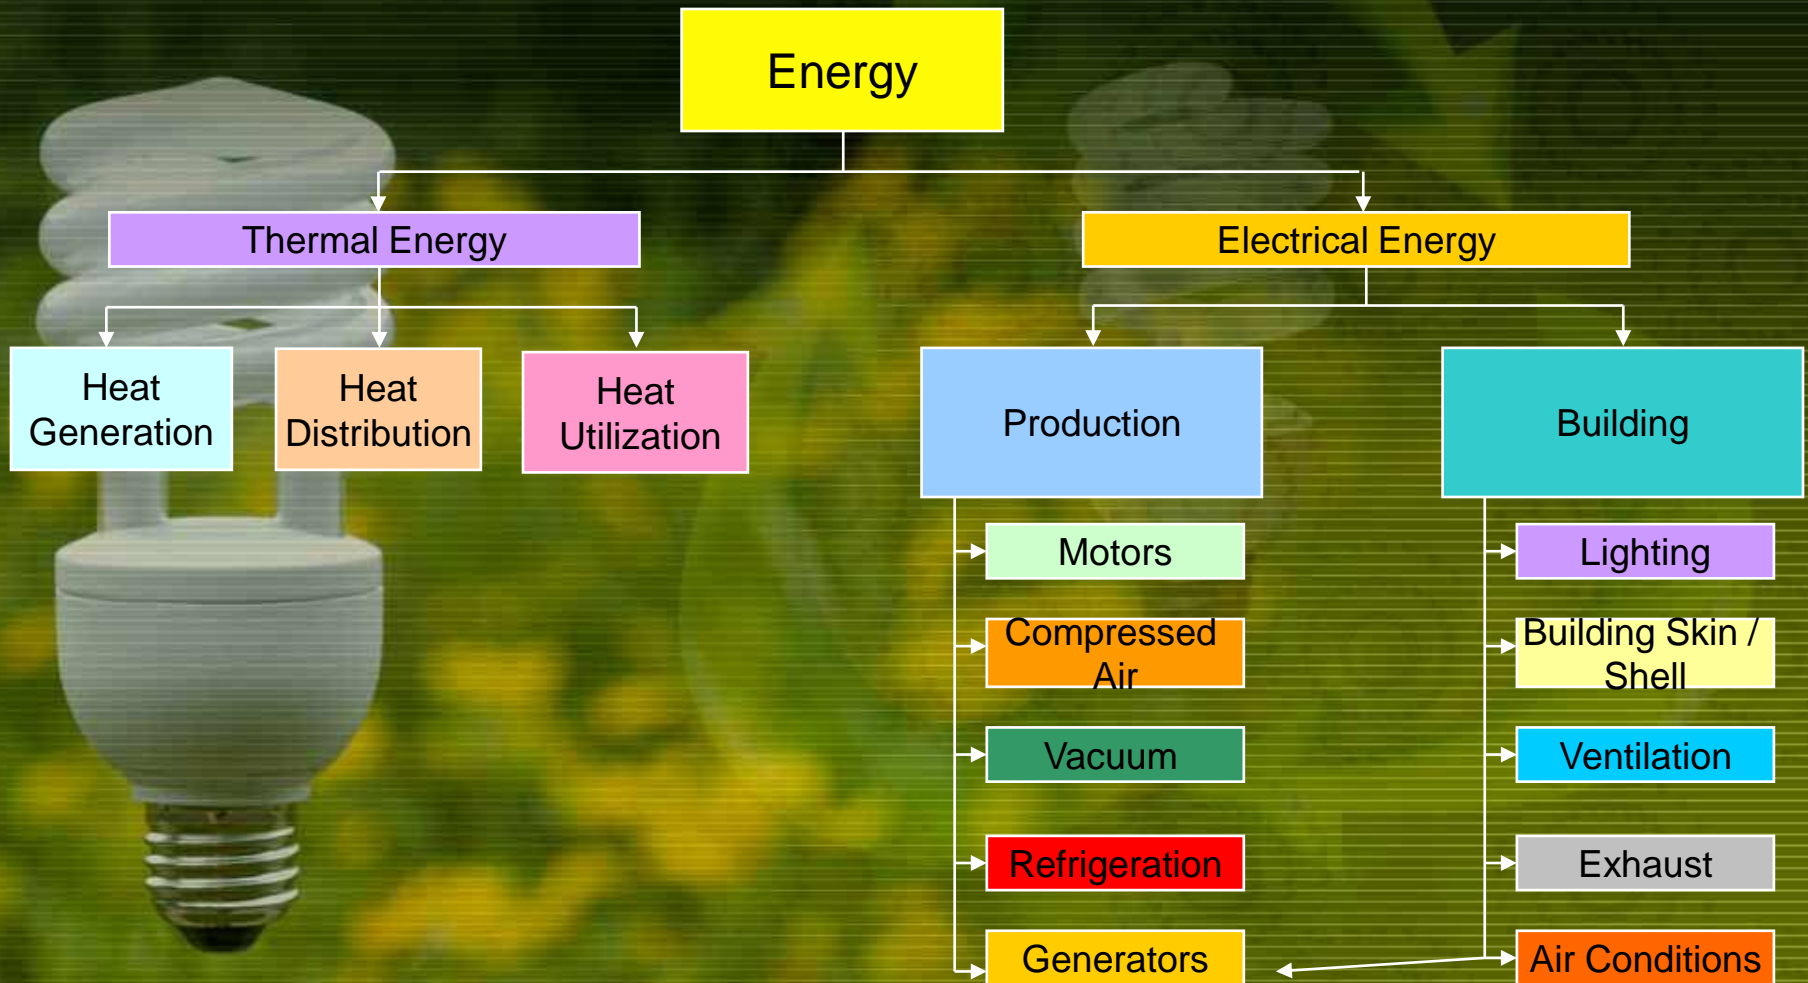 Energy
Thermal Energy
Electrical Energy
Heat
Generation
Heat
Distribution
Heat
Utilization
Production
Building
Motors
Compressed
Air
Vacuum
Refrigeration
Generators
Lighting
Building Skin /
Shell
Ventilation
Exhaust
Air Conditions